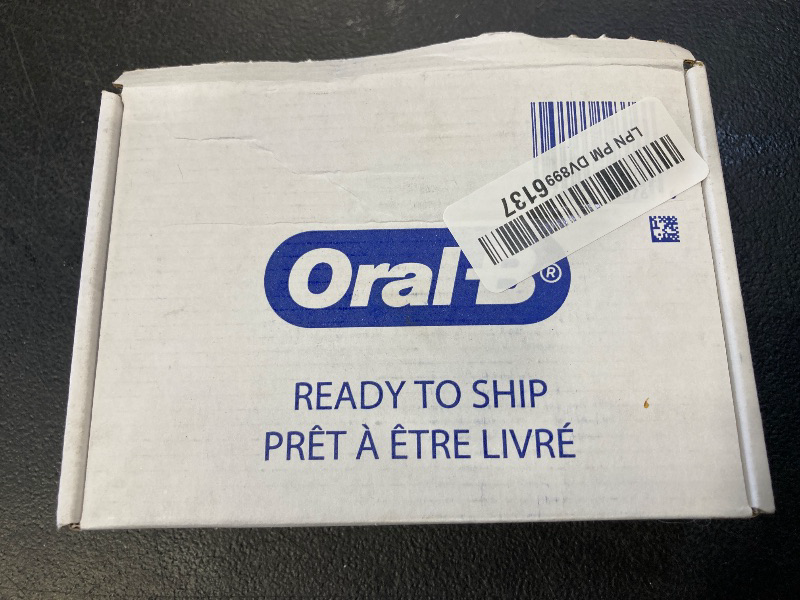 LPN PM DV8996137
Oral-B®
READY TO SHIP
PRÊT À ÊTRE LIVRÉ